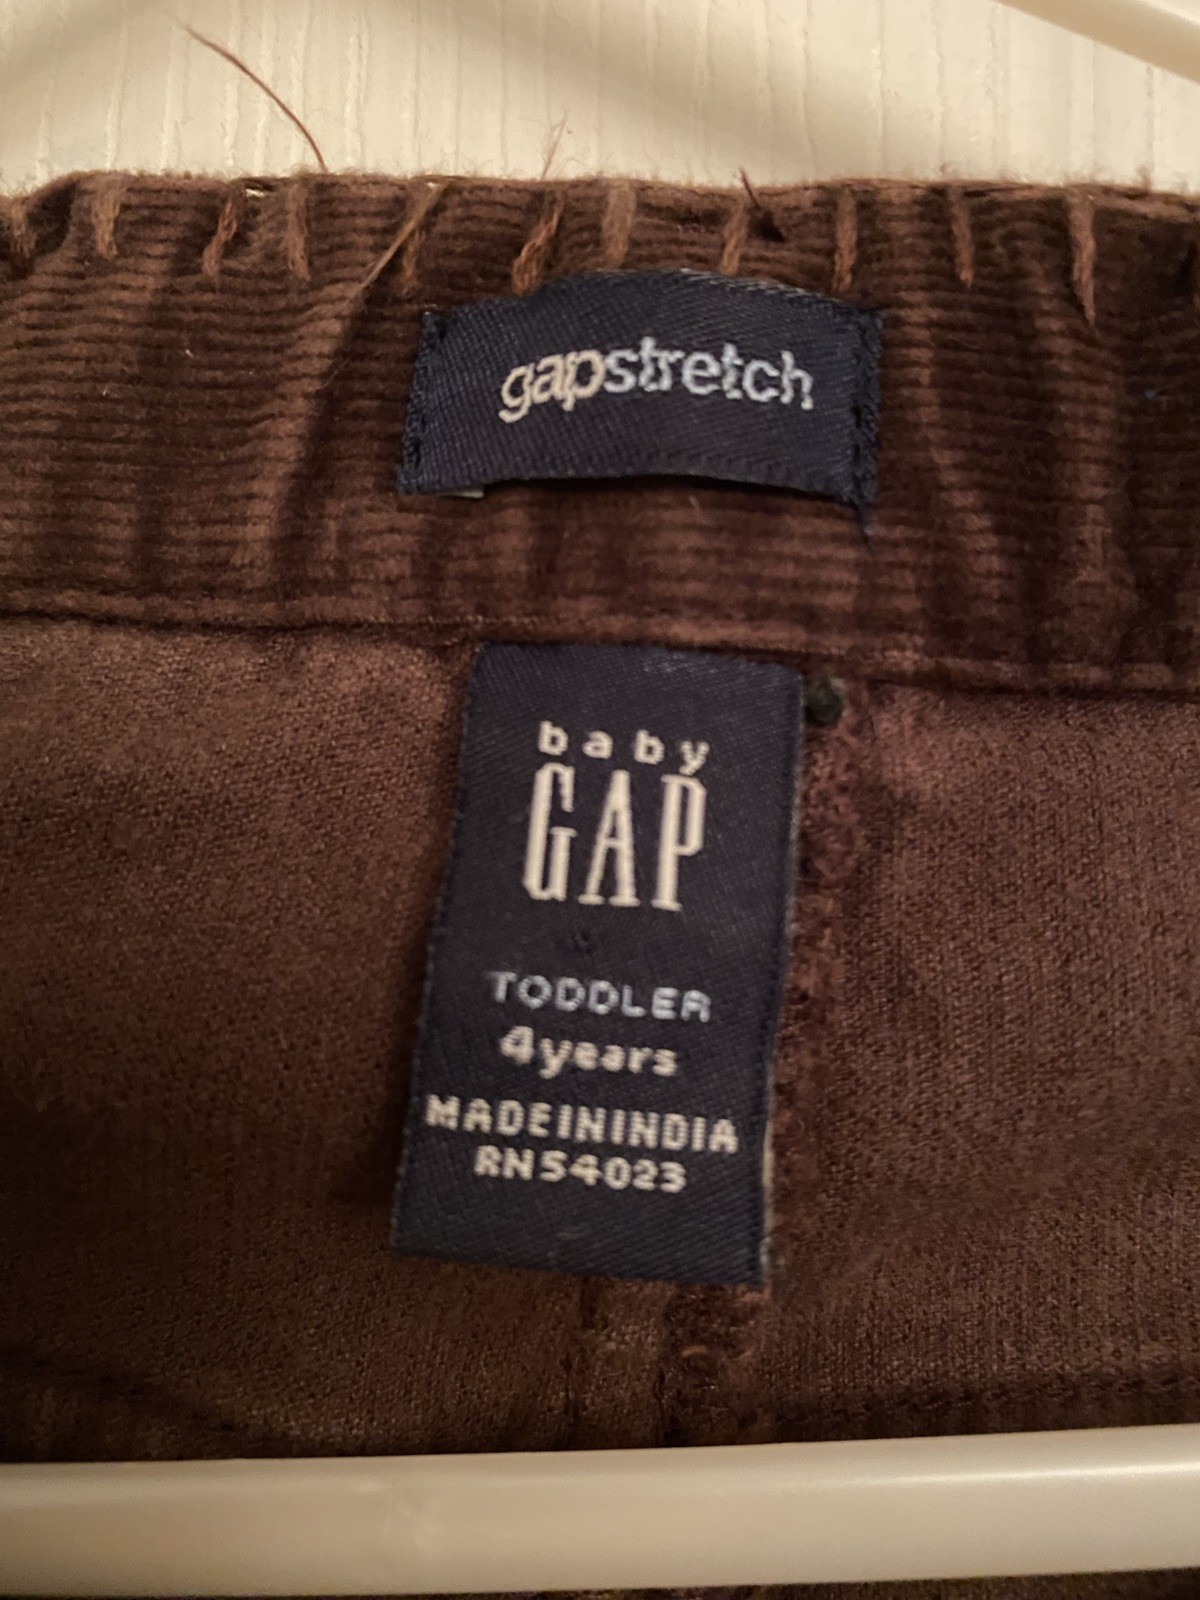 gapstretch
baby
GAP
TODDLER
4years
MADEININDIA
RN54023